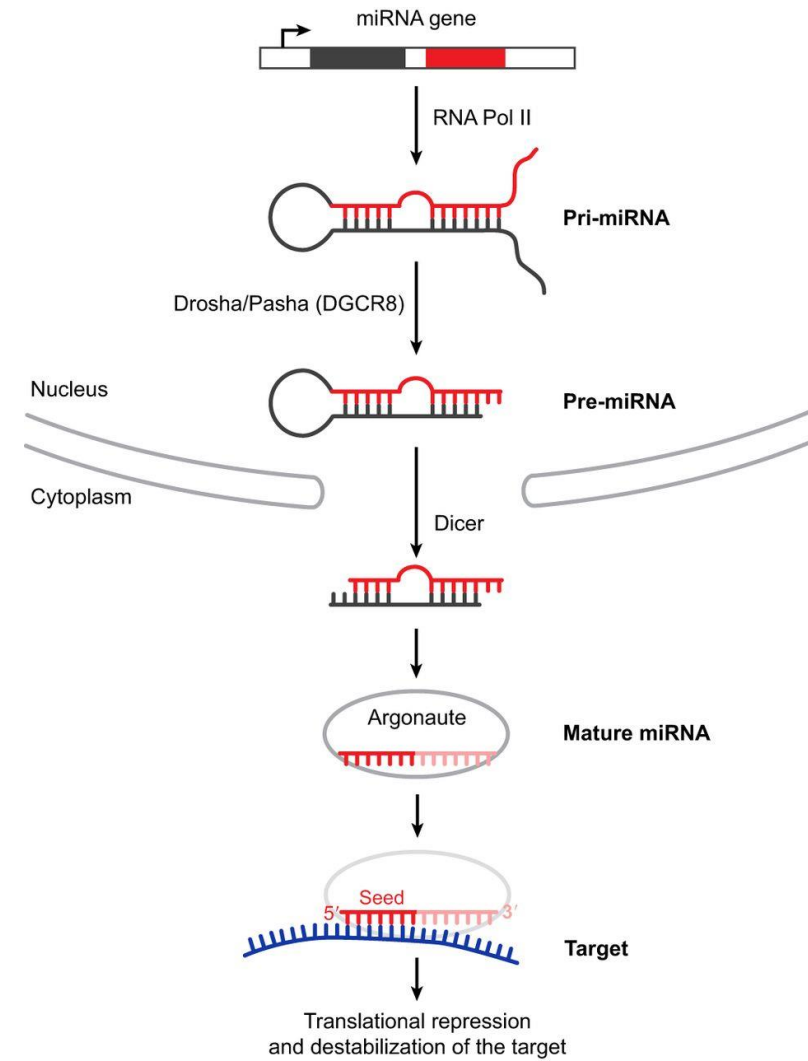 miRNA gene
RNA Pol II
Pri-miRNA
Drosha/Pasha (DGCR8)
Nucleus
Pre-miRNA
Cytoplasm
Dicer
Argonaute
Mature miRNA
Seed
5′
3′
Target
Translational repression
and destabilization of the target